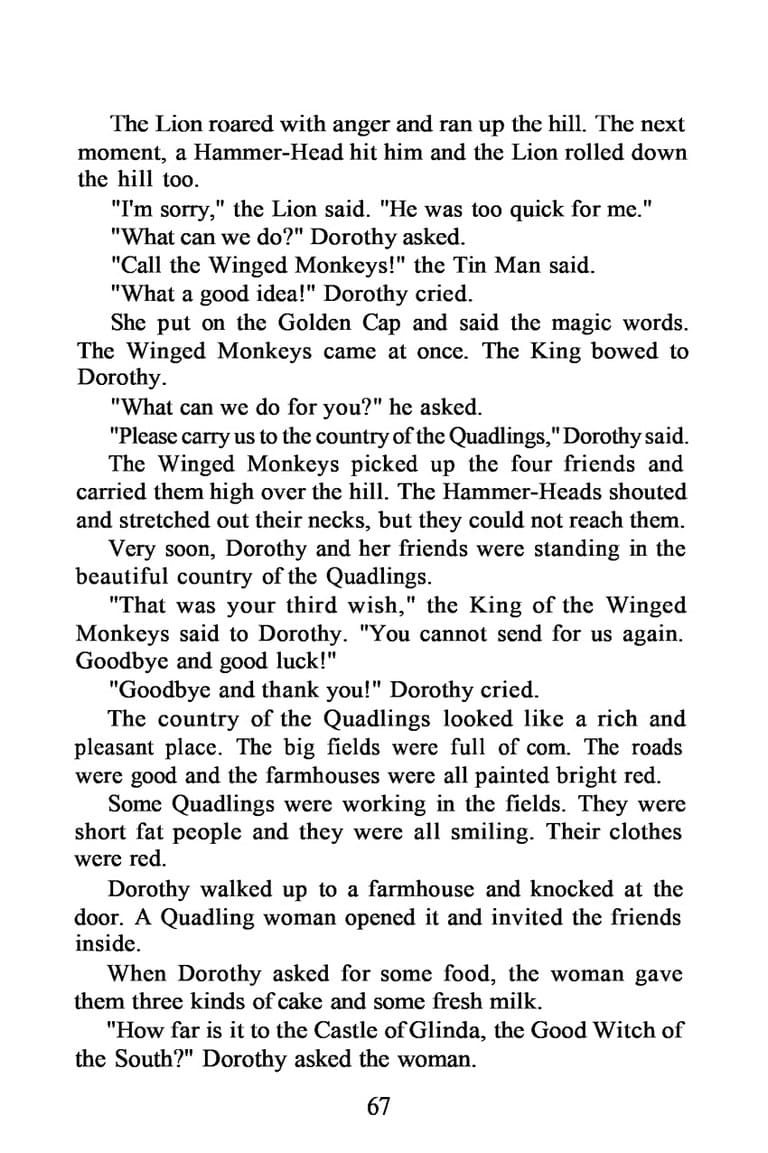 The Lion roared with anger and ran up the hill. The next
moment, a Hammer-Head hit him and the Lion rolled down
the hill too.
"I'm sorry," the Lion said. "He was too quick for me."
"What can we do?" Dorothy asked.
"Call the Winged Monkeys!" the Tin Man said.
"What a good idea!" Dorothy cried.
She put on the Golden Cap and said the magic words.
The Winged Monkeys came at once. The King bowed to
Dorothy.
"What can we do for you?" he asked.
"Please carry us to the country of the Quadlings," Dorothy said.
The Winged Monkeys picked up the four friends and
carried them high over the hill. The Hammer-Heads shouted
and stretched out their necks, but they could not reach them.
Very soon, Dorothy and her friends were standing in the
beautiful country of the Quadlings.
"That was your third wish," the King of the Winged
Monkeys said to Dorothy. "You cannot send for us again.
Goodbye and good luck!"
"Goodbye and thank you!" Dorothy cried.
The country of the Quadlings looked like a rich and
pleasant place. The big fields were full of com. The roads
were good and the farmhouses were all painted bright red.
Some Quadlings were working in the fields. They were
short fat people and they were all smiling. Their clothes
were red.
Dorothy walked up to a farmhouse and knocked at the
door. A Quadling woman opened it and invited the friends
inside.
When Dorothy asked for some food, the woman gave
them three kinds of cake and some fresh milk.
"How far is it to the Castle of Glinda, the Good Witch of
the South?" Dorothy asked the woman.
67